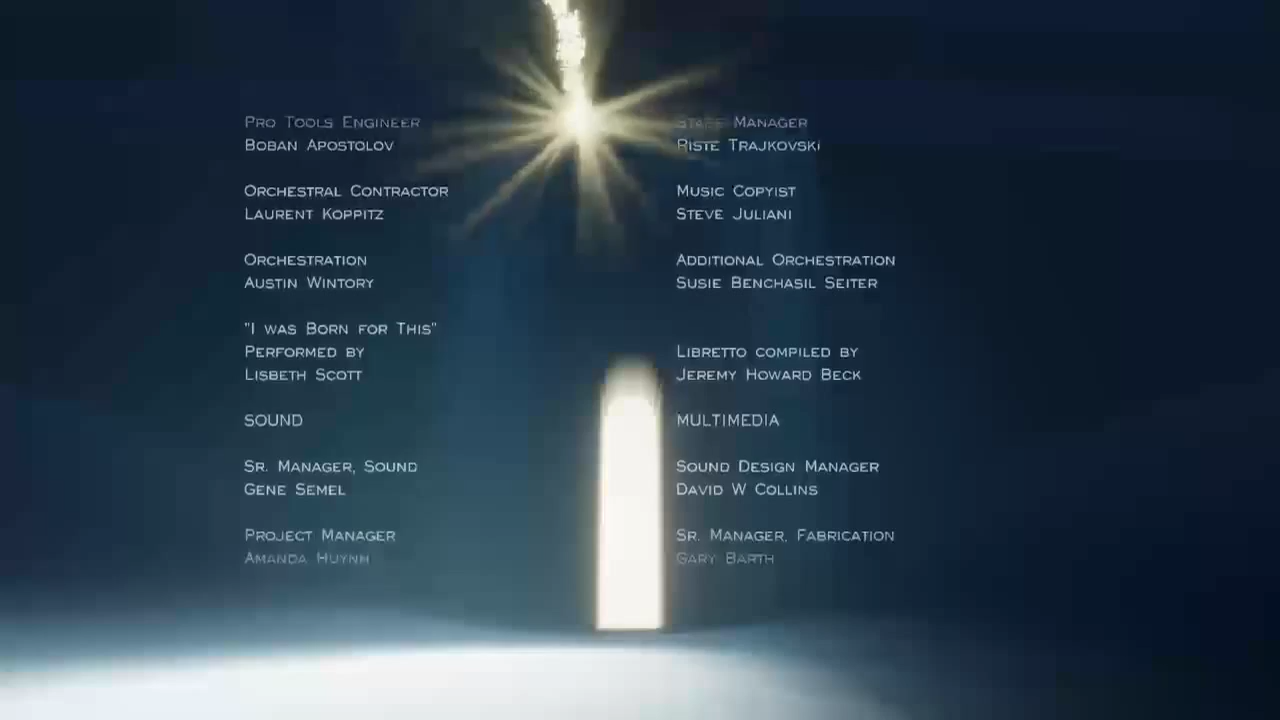 Pro Tools Engineer
Boban Apostolov
Stage Manager
Riste Trajkovski
Orchestral Contractor
Laurent Koppitz
Music Copyist
Steve Juliani
Orchestration
Austin Wintory
Additional Orchestration
Susie Benchasil Seiter
"I was Born for This"
Performed by
Lisbeth Scott
Libretto compiled by
Jeremy Howard Beck
SOUND
MULTIMEDIA
Sr. Manager, Sound
Gene Semel
Sound Design Manager
David W Collins
Project Manager
Amanda Huynh
Sr. Manager, Fabrication
Gary Barth